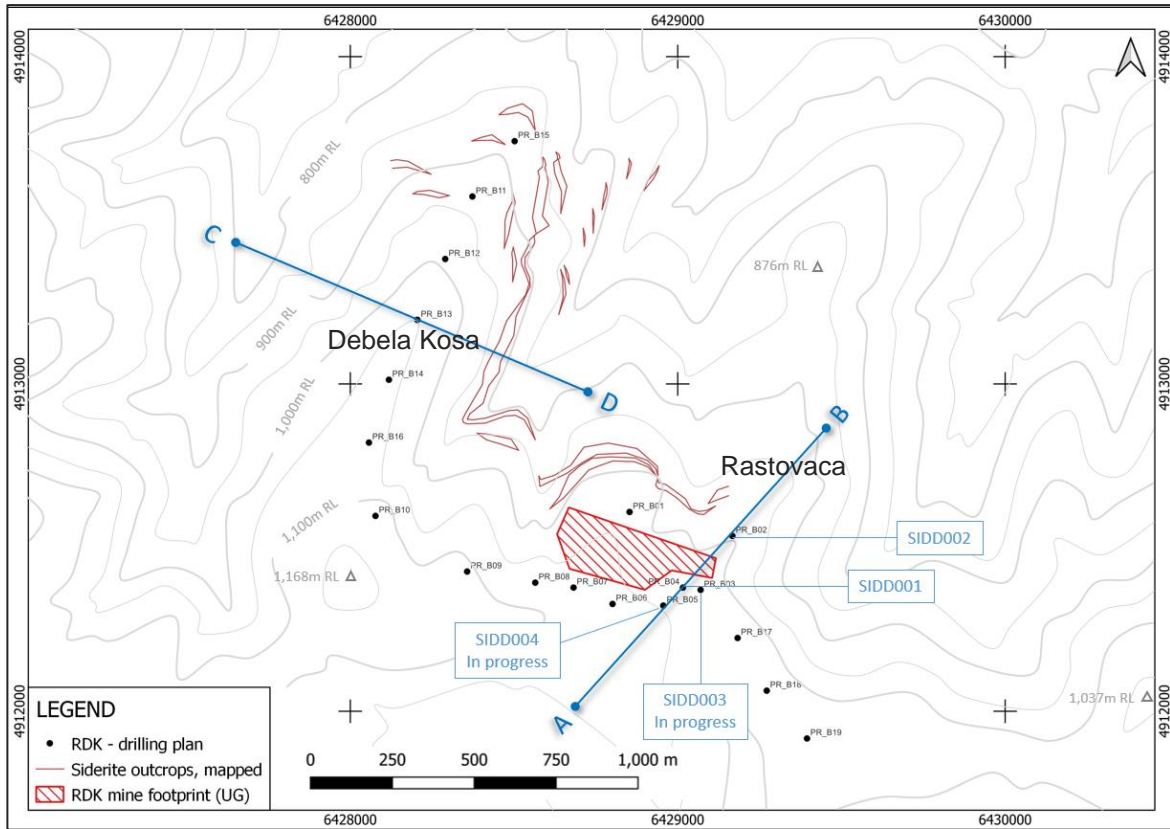 6428000
6429000
6430000
4914000
4914000
PR_B15
800m RL
PR_B11
C
PR_B12
876m RL
900m RL
PR_B13
Debela Kosa
4913000
4913000
PR_B14
1,000m RL
D
B
PR_B16
Rastovaca
PR_B01
PR_B10
1,100m RL
PR_B02
SIDD002
1,168m RL
PR_B09
PR_B08
PR_B07
PR_B04
PR_B03
SIDD001
PR_B06
PR_B05
SIDD004
In progress
PR_B17
SIDD003
In progress
PR_B18
1,037m RL
A
4912000
4912000
PR_B19
LEGEND
RDK - drilling plan
Siderite outcrops, mapped
RDK mine footprint (UG)
0 250 500 750 1,000 m
6428000
6429000
6430000